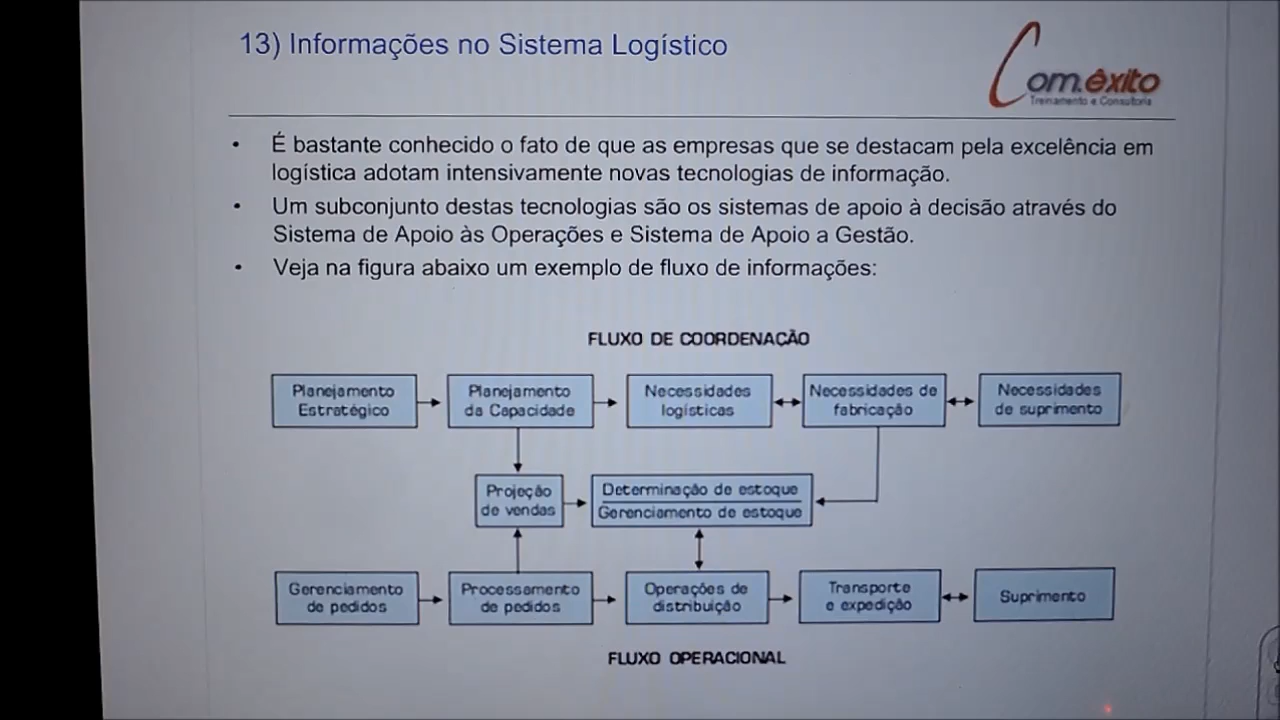 13) Informações no Sistema Logístico
Com.êxito
Treinamento e Consultoria
• É bastante conhecido o fato de que as empresas que se destacam pela excelência em
logística adotam intensivamente novas tecnologias de informação.
• Um subconjunto destas tecnologias são os sistemas de apoio à decisão através do
Sistema de Apoio às Operações e Sistema de Apoio a Gestão.
• Veja na figura abaixo um exemplo de fluxo de informações:
FLUXO DE COORDENAÇÃO
Planejamento
Estratégico
Planejamento
da Capacidade
Necessidades
logísticas
Necessidades de
fabricação
Necessidades
de suprimento
Projeção
de vendas
Determinação de estoque
Gerenciamento de estoque
Gerenciamento
de pedidos
Processamento
de pedidos
Operações de
distribuição
Transporte
e expedição
Suprimento
FLUXO OPERACIONAL